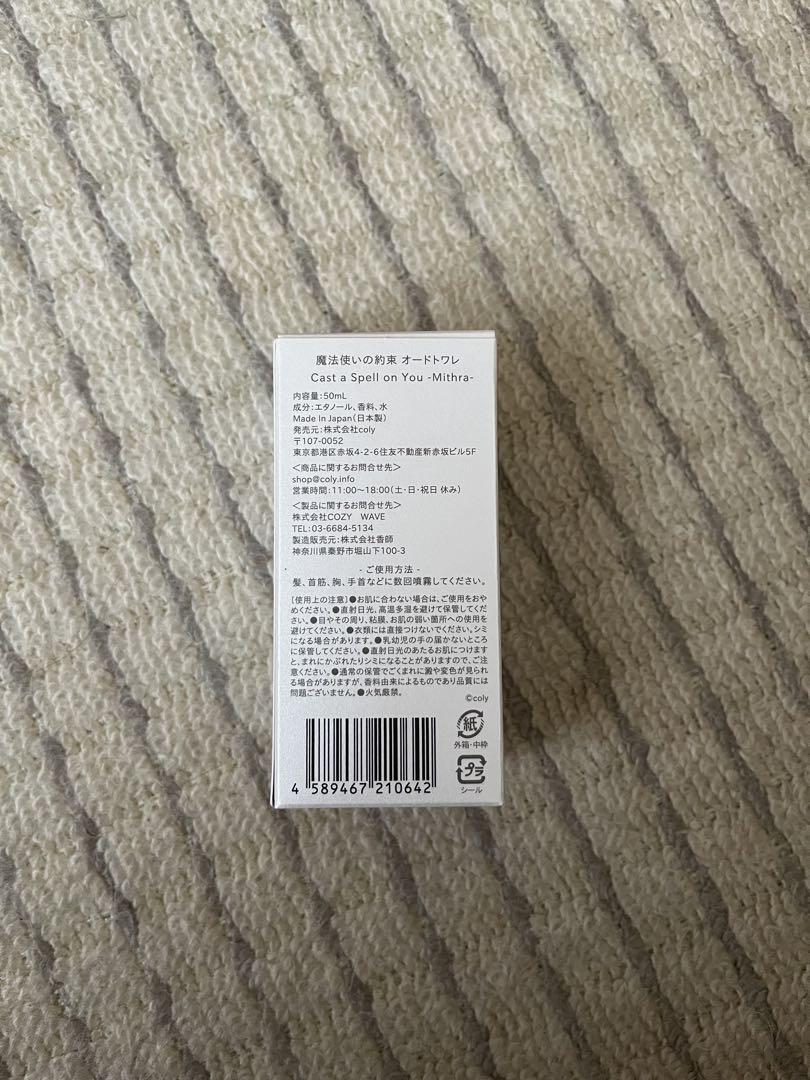 魔法使いの約束 オードトワレ
Cast a Spell on You -Mithra-
内容量：50mL
成分：エタノール、香料、水
Made In Japan（日本製）
発売元：株式会社coly
〒107-0052
東京都港区赤坂4-2-6住友不動産新赤坂ビル5F
＜商品に関するお問合せ先＞
shop@coly.info
営業時間：11:00～18:00（土・日・祝日 休み）
＜製品に関するお問合せ先＞
株式会社COZY WAVE
TEL：03-6684-5134
製造販売元：株式会社香師
神奈川県秦野市堀山下100-3
- ご使用方法 -
髪、首筋、胸、手首などに数回噴霧してください。
［使用上の注意］●お肌に合わない場合は、ご使用をおや
めください。●直射日光、高温多湿を避けて保管してくだ
さい。●目やその周り、粘膜、お肌の弱い箇所への使用を
避けてください。●衣類には直接つけないでください。シミ
になる場合があります。●乳幼児の手の届かないところ
に保管してください。●直射日光のあたるお肌につけます
と、まれにかぶれたりシミになることがありますので、ご注
意ください。●通常の保管でごくまれに澱や変色が見られ
る場合がありますが、香料由来によるものであり品質には
問題ございません。●火気厳禁。
©coly
紙
外箱・中枠
プラ
シール
4 589467 210642